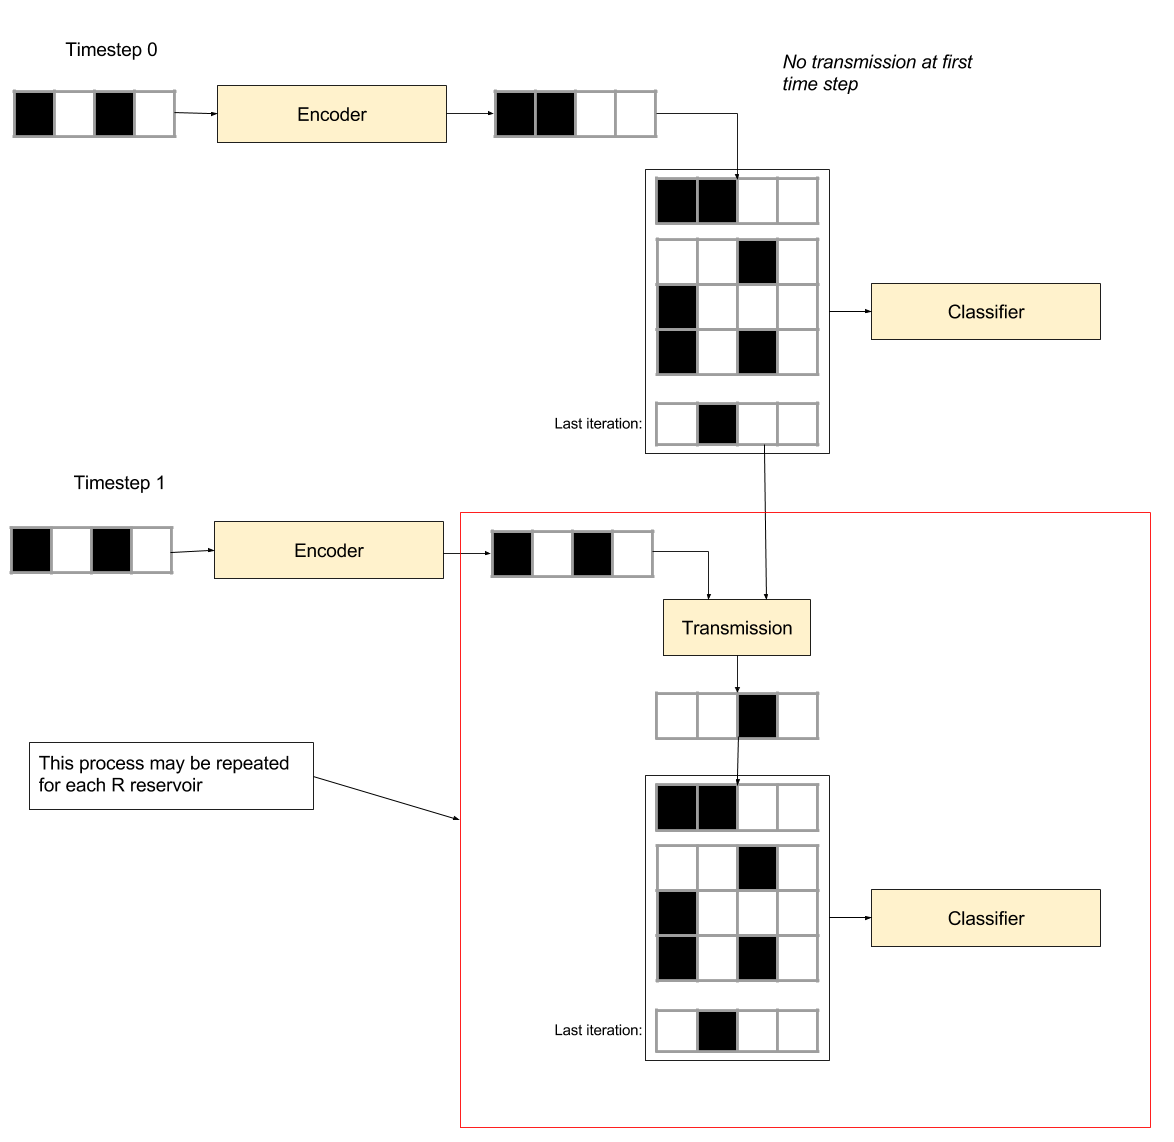 Timestep 0
No transmission at first
time step
Encoder
Classifier
Last iteration:
Timestep 1
Encoder
Transmission
This process may be repeated
for each R reservoir
Classifier
Last iteration: